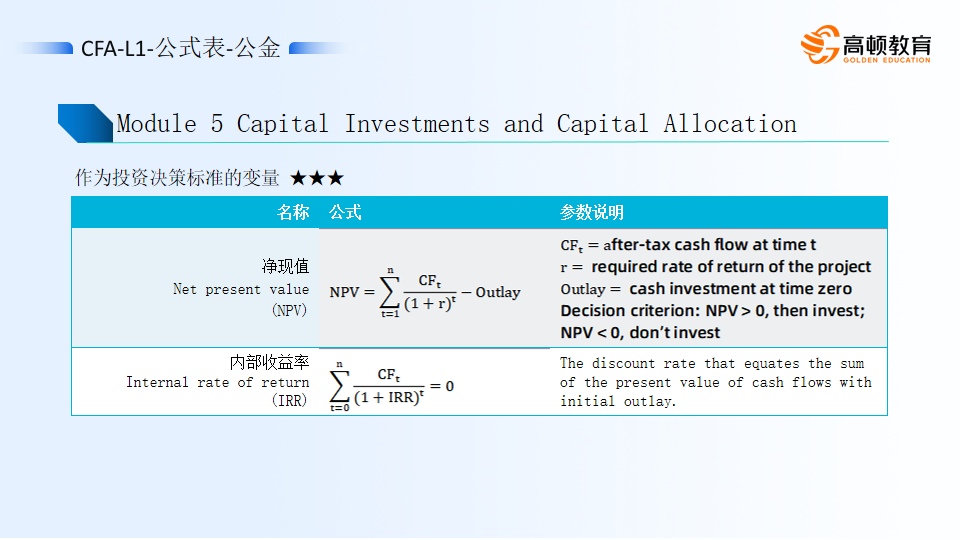 CFA-L1-公式表-公金
高顿教育
GOLDEN EDUCATION
Module 5 Capital Investments and Capital Allocation
作为投资决策标准的变量 ★★★
名称 公式 参数说明
净现值
Net present value
(NPV)
NPV = ∑_{t=1}^{n} CF_t / (1 + r)^t − Outlay
CF_t = after-tax cash flow at time t
r = required rate of return of the project
Outlay = cash investment at time zero
Decision criterion: NPV > 0, then invest;
NPV < 0, don’t invest
内部收益率
Internal rate of return
(IRR)
∑_{t=0}^{n} CF_t / (1 + IRR)^t = 0
The discount rate that equates the sum
of the present value of cash flows with
initial outlay.